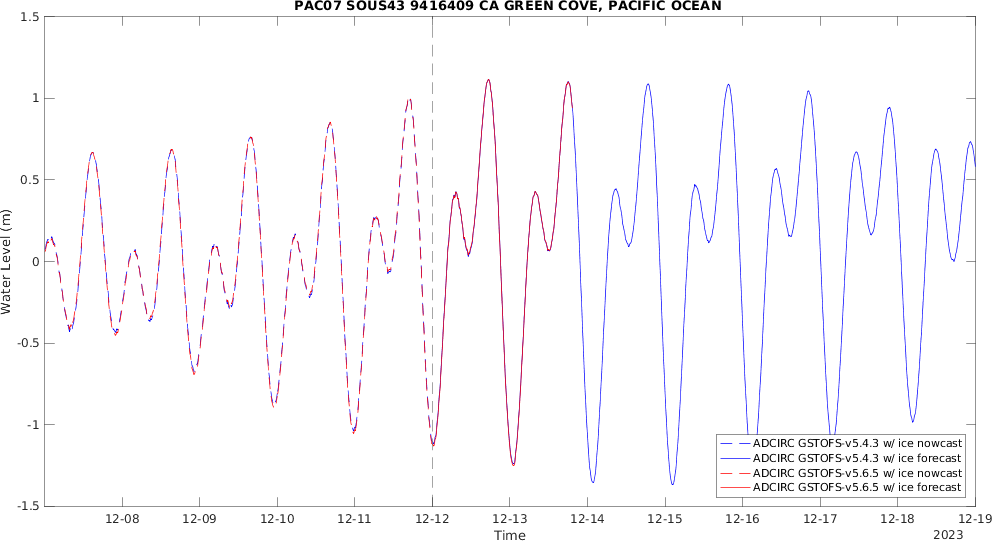 PAC07 SOUS43 9416409 CA GREEN COVE, PACIFIC OCEAN
1.5
1
0.5
0
-0.5
-1
-1.5
Water Level (m)
ADCIRC GSTOFS-v5.4.3 w/ ice nowcast
ADCIRC GSTOFS-v5.4.3 w/ ice forecast
ADCIRC GSTOFS-v5.6.5 w/ ice nowcast
ADCIRC GSTOFS-v5.6.5 w/ ice forecast
12-08 12-09 12-10 12-11 12-12 12-13 12-14 12-15 12-16 12-17 12-18 12-19
Time
2023